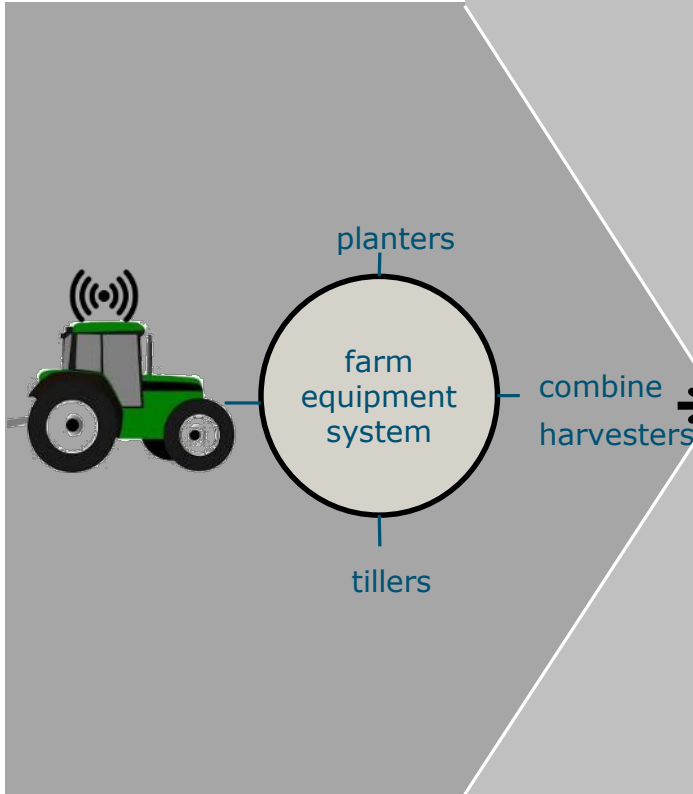 planters
farm
equipment
system
combine
harvesters
tillers